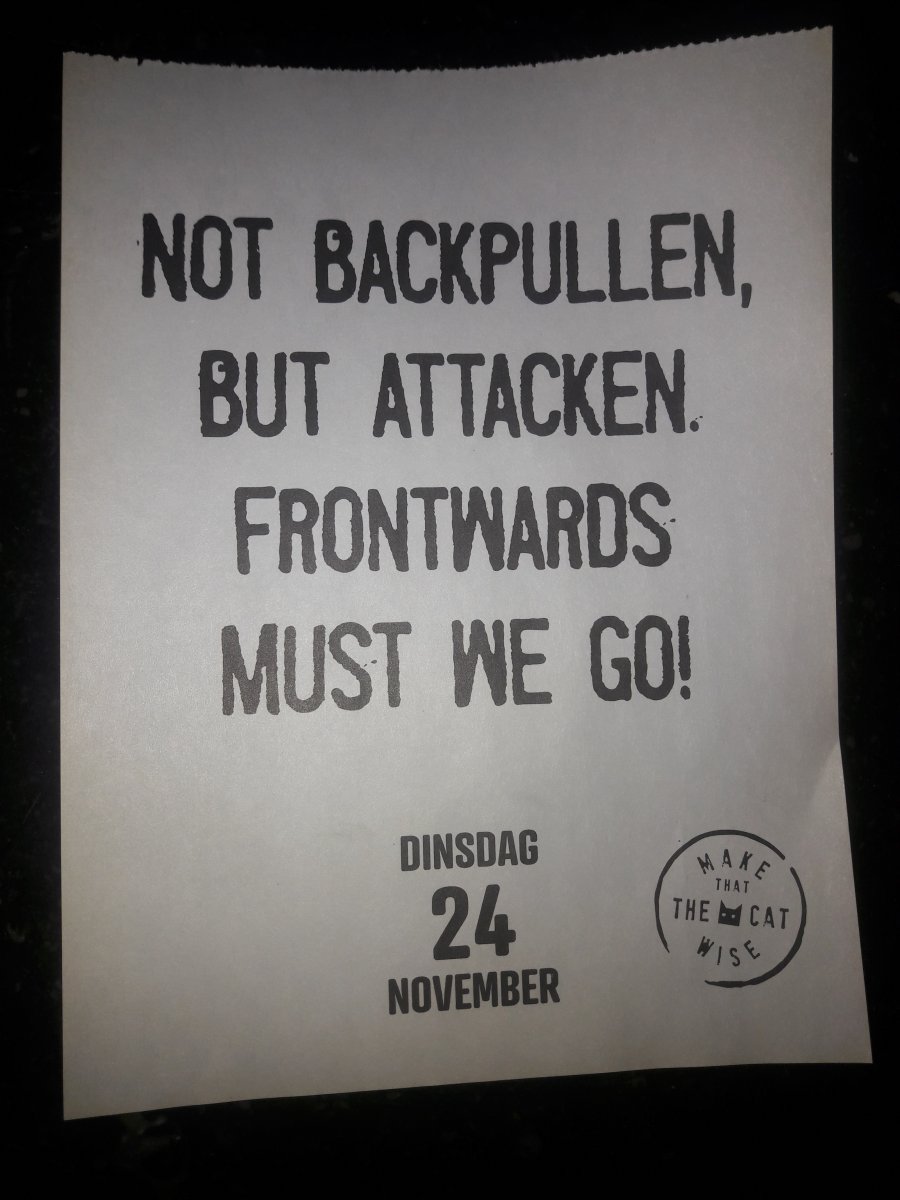 NOT BACKPULLEN,
BUT ATTACKEN.
FRONTWARDS
MUST WE GO!
DINSDAG
24
NOVEMBER
MAKE
THAT
THE CAT
WISE